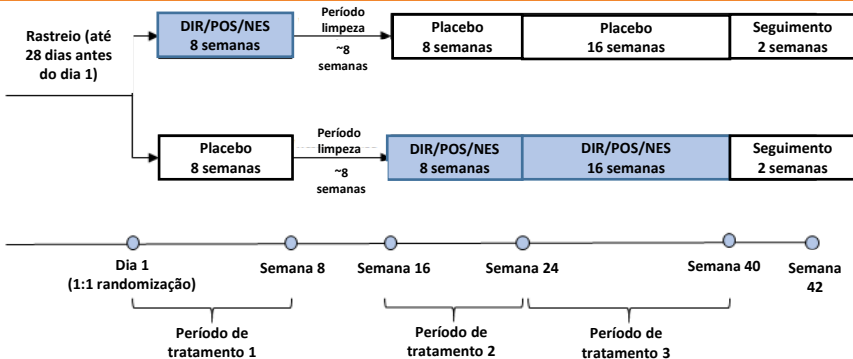 Rastreio (até
28 dias antes
do dia 1)
DIR/POS/NES
8 semanas
Período
limpeza
~8
semanas
Placebo
8 semanas
Placebo
16 semanas
Seguimento
2 semanas
Placebo
8 semanas
Período
limpeza
~8
semanas
DIR/POS/NES
8 semanas
DIR/POS/NES
16 semanas
Seguimento
2 semanas
Dia 1
(1:1 randomização)
Semana 8
Semana 16
Semana 24
Semana 40
Semana
42
Período de
tratamento 1
Período de
tratamento 2
Período de
tratamento 3